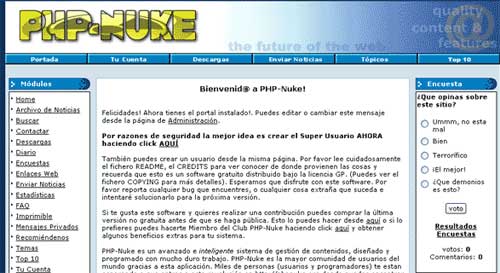 PHP-NUKE
quality
content &
features
the future of the web
Portada
Tu Cuenta
Descargas
Enviar Noticias
Tópicos
Top 10
Módulos
Home
Archivo de Noticias
Buscar
Contactar
Descargas
Diario
Encuestas
Enlaces Web
Enviar Noticias
Estadísticas
FAQ
Imprimible
Mensajes Privados
Recomiéndenos
Temas
Top 10
Tu Cuenta
Bienvenid@ a PHP-Nuke!
Felicidades! Ahora tienes el portal instalado!. Puedes editar o cambiar este mensaje
desde la página de Administración.
Por razones de seguridad la mejor idea es crear el Super Usuario AHORA
haciendo click AQUÍ
También puedes crear un usuario desde la misma página. Por favor lee cuidadosamente
el fichero README, el CREDITS para ver conocer de donde provienen las cosas y
recuerda que esto es un software gratuito distribuido bajo la licencia GP. (Puedes ver el
fichero COPYING para más detalles). Esperamos que disfrute con este software. Por
favor reporta cualquier bug que encuentres, o cualquier cosa extraña que suceda e
intentaré solucionarlo para la próxima versión.
Si te gusta este software y quieres realizar una contribución puedes comprar la última
versión no gratuita antes de que se haga pública. Esto lo puedes hacer desde aquí o si lo
prefieres puedes hacerte Miembro del Club PHP-Nuke haciendo click aquí y obtener
algunos beneficios extras para tu sistema.
PHP-Nuke es un avanzado e inteligente sistema de gestión de contenidos, diseñado y
programado con mucho duro trabajo. PHP-Nuke es la mayor comunidad de usuarios del
mundo gracias a esta aplicación. Miles de personas (usuarios y programadores) te estan
Encuesta
¿Que opinas sobre
este sitio?
Ummm, no esta
mal
Bien
Terrorífico
¡El mejor!
¿Que demonios
es esto?
voto
Resultados
Encuestas
votos: 0
Comentarios: 0